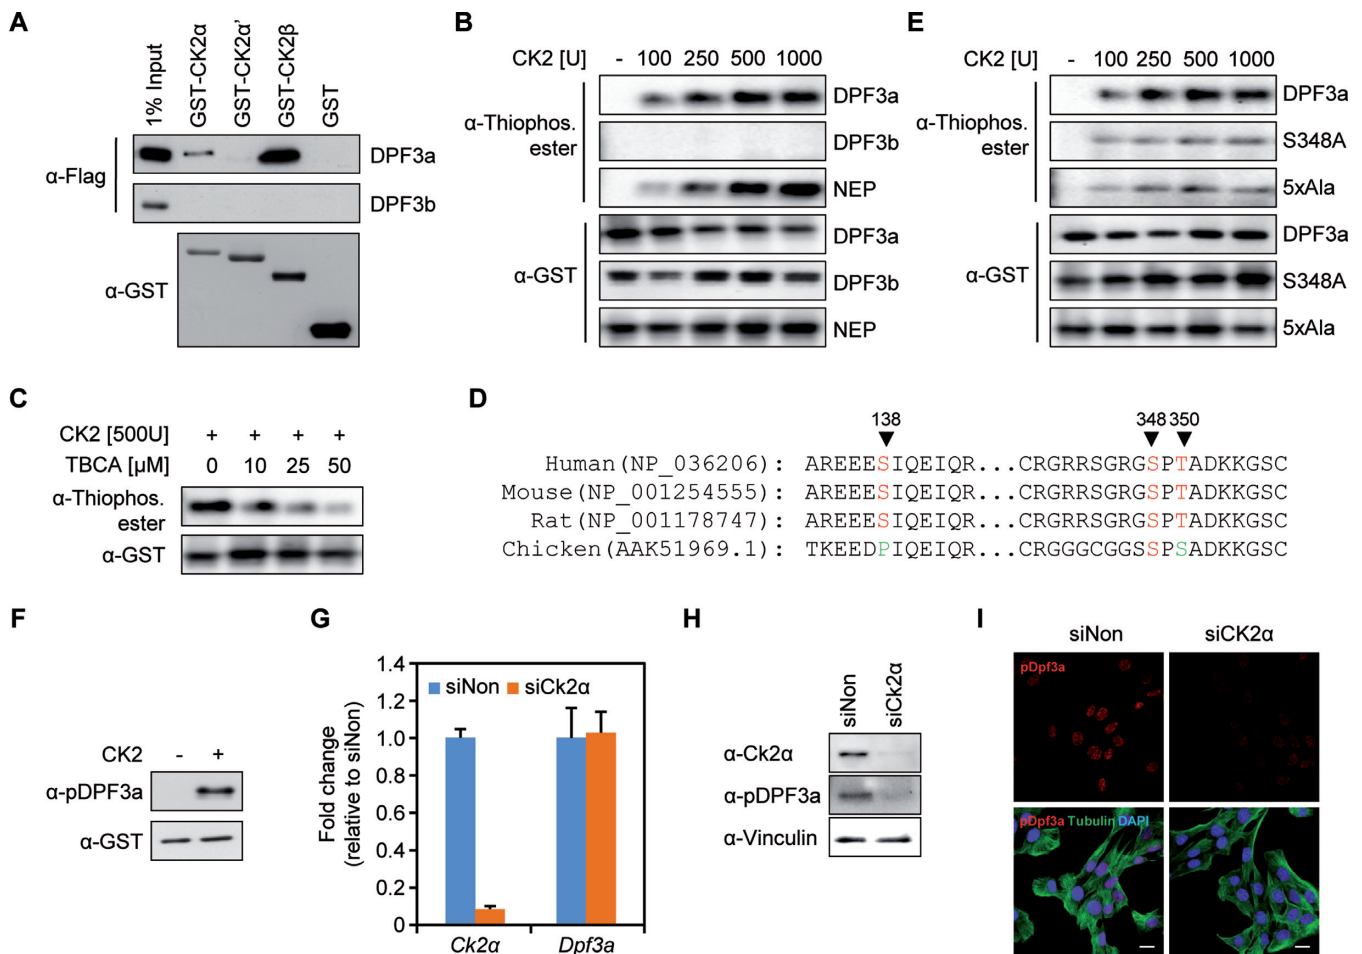 A
1% Input
GST-CK2α
GST-CK2α'
GST-CK2β
GST
α-Flag
DPF3a
DPF3b
α-GST
B
CK2 [U] - 100 250 500 1000
α-Thiophos.
ester
DPF3a
DPF3b
NEP
α-GST
DPF3a
DPF3b
NEP
E
CK2 [U] - 100 250 500 1000
α-Thiophos.
ester
DPF3a
S348A
5xAla
α-GST
DPF3a
S348A
5xAla
C
CK2 [500U] + + + +
TBCA [µM] 0 10 25 50
α-Thiophos.
ester
α-GST
D
138 348 350
Human(NP_036206): AREEESIQEIQR...CRGRRSGRGSPTADKKGSC
Mouse(NP_001254555): AREEESIQEIQR...CRGRRSGRGSPTADKKGSC
Rat(NP_001178747): AREEESIQEIQR...CRGRRSGRGSPTADKKGSC
Chicken(AAK51969.1): TKEEDPIQEIQR...CRGGGCGGSSPSADKKGSC
F
CK2 - +
α-pDPF3a
α-GST
G
Fold change
(relative to siNon)
1.4
1.2
1.0
0.8
0.6
0.4
0.2
0
siNon siCk2α
Ck2α Dpf3a
H
siNon
siCk2α
α-Ck2α
α-pDPF3a
α-Vinculin
I
siNon siCK2α
pDpf3a
pDpf3a Tubulin DAPI